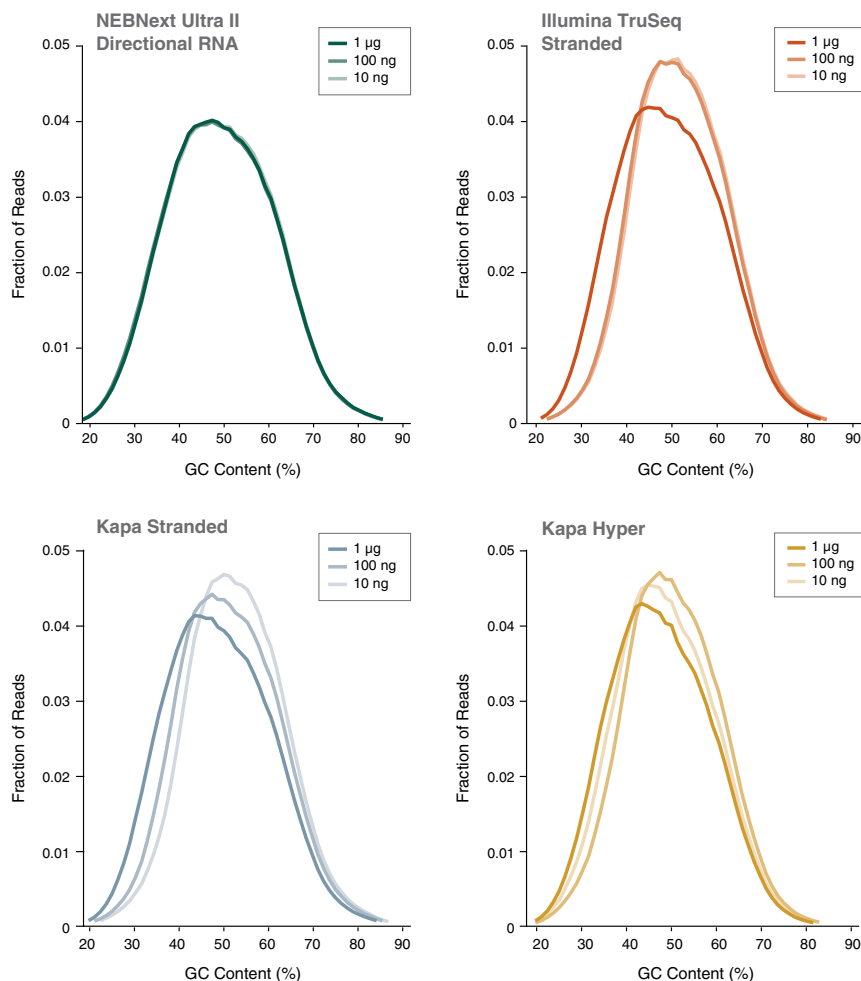 NEBNext Ultra II
Directional RNA
1 µg
100 ng
10 ng
0.05
0.04
0.03
0.02
0.01
0
Fraction of Reads
20 30 40 50 60 70 80 90
GC Content (%)
Illumina TruSeq
Stranded
1 µg
100 ng
10 ng
0.05
0.04
0.03
0.02
0.01
0
Fraction of Reads
20 30 40 50 60 70 80 90
GC Content (%)
Kapa Stranded
1 µg
100 ng
10 ng
0.05
0.04
0.03
0.02
0.01
0
Fraction of Reads
20 30 40 50 60 70 80 90
GC Content (%)
Kapa Hyper
1 µg
100 ng
10 ng
0.05
0.04
0.03
0.02
0.01
0
Fraction of Reads
20 30 40 50 60 70 80 90
GC Content (%)